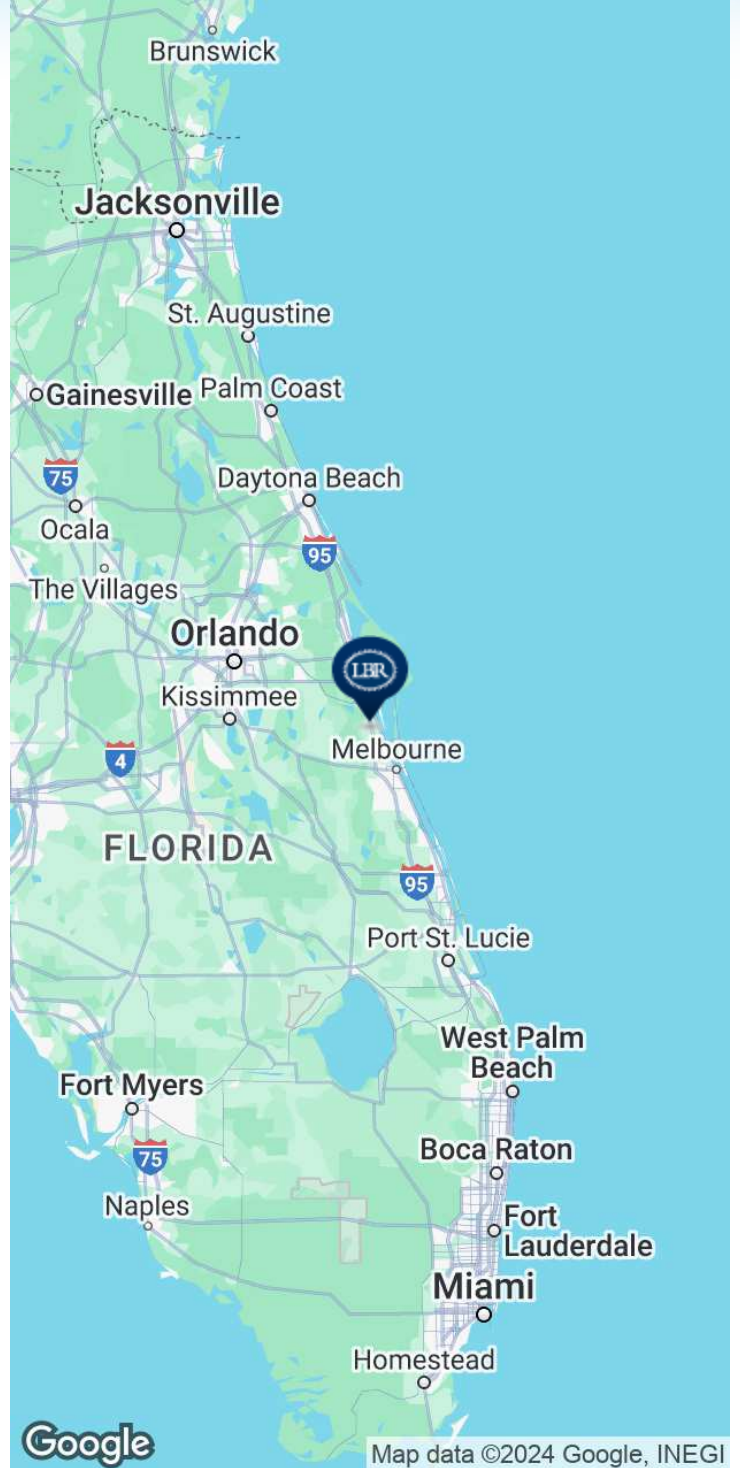 Brunswick
Jacksonville
St. Augustine
Gainesville
Palm Coast
75
Daytona Beach
Ocala
95
The Villages
Orlando
LBR
Kissimmee
Melbourne
4
FLORIDA
95
Port St. Lucie
West Palm
Beach
Fort Myers
75
Boca Raton
Naples
Fort
Lauderdale
Miami
Homestead
Google
Map data ©2024 Google, INEGI